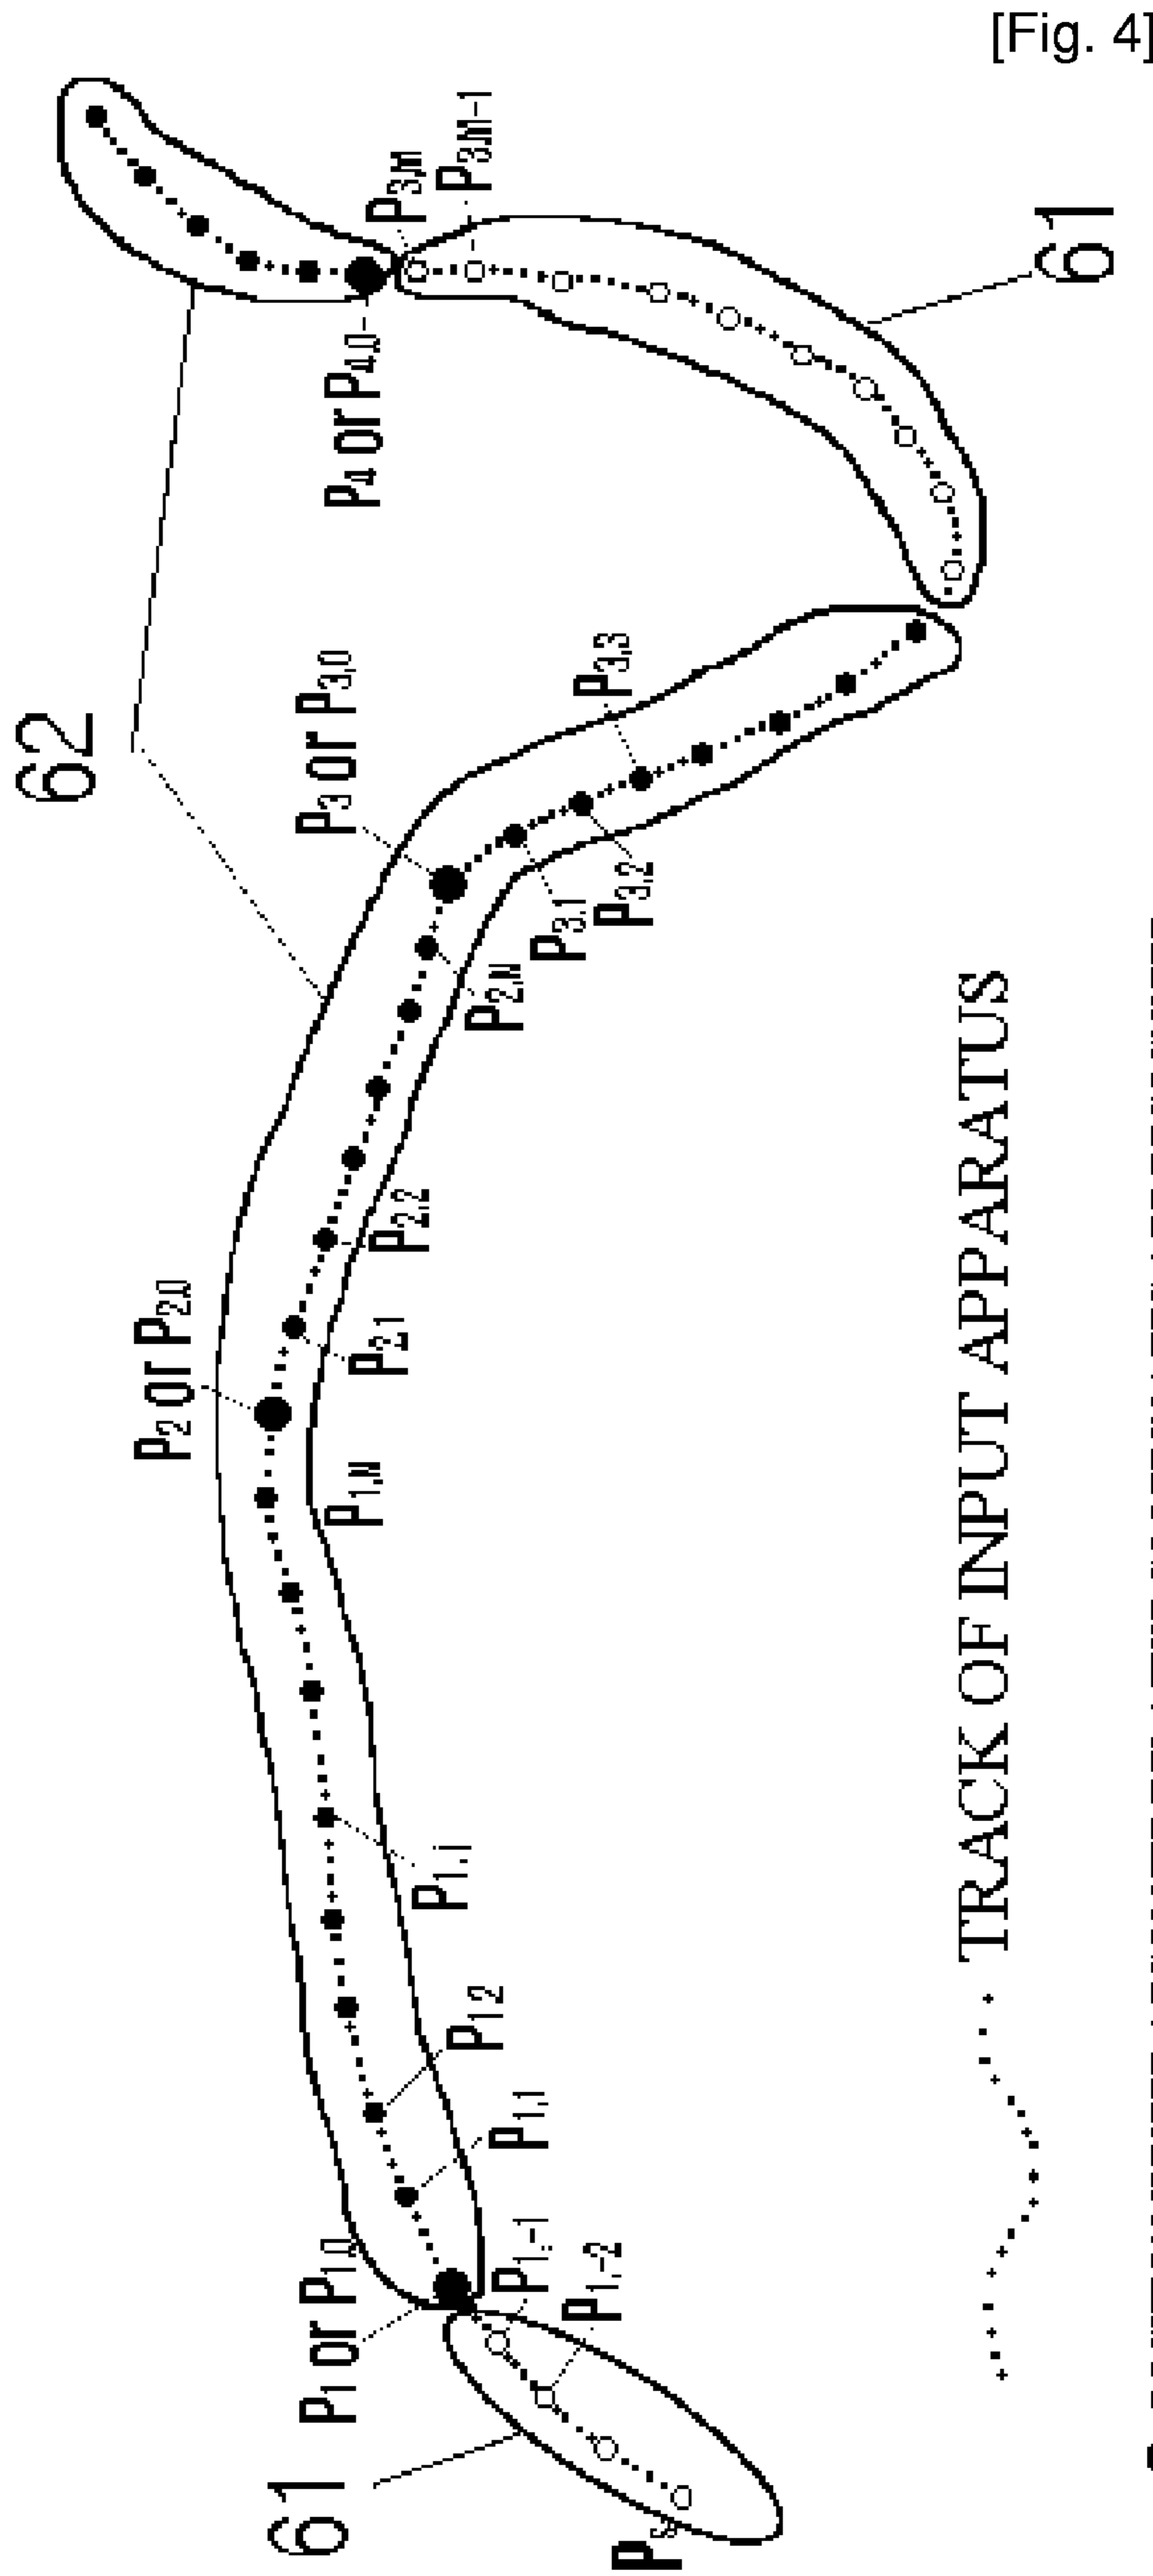 [Fig. 4]
62
P3,M
P3,M-1
P4 or P4,0
61
P3 or P3,0
P3,3
P3,1
P3,2
P2,N
P2 or P2,0
P2,2
P2,1
P1,N
P1,i
P1,2
P1,1
P1 or P1,0
P1,-1
P1,-2
61
PS
TRACK OF INPUT APPARATUS